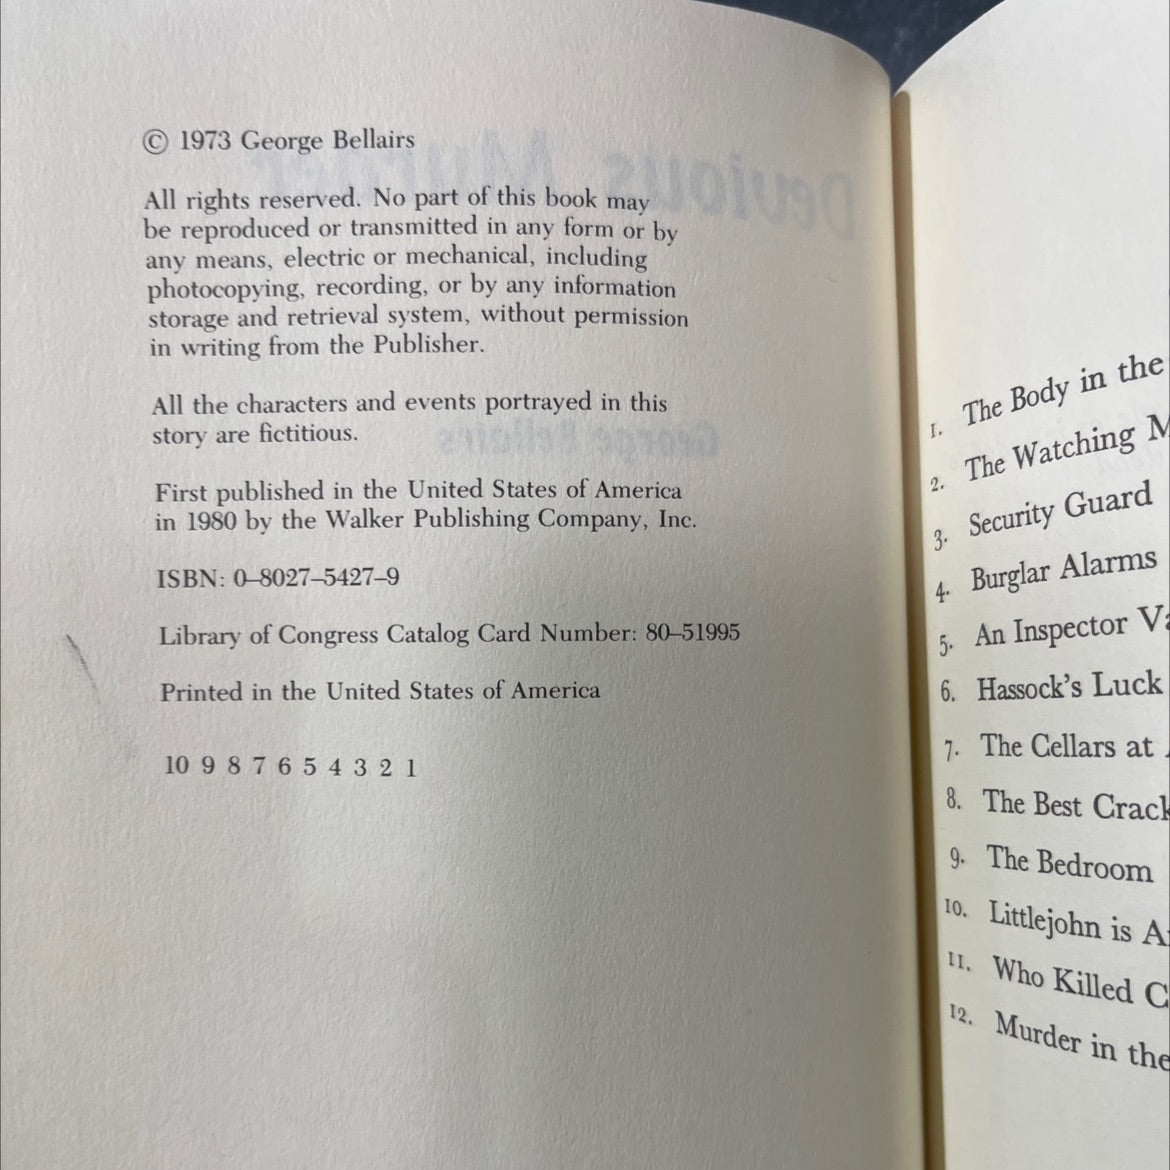 © 1973 George Bellairs
All rights reserved. No part of this book may
be reproduced or transmitted in any form or by
any means, electric or mechanical, including
photocopying, recording, or by any information
storage and retrieval system, without permission
in writing from the Publisher.
All the characters and events portrayed in this
story are fictitious.
First published in the United States of America
in 1980 by the Walker Publishing Company, Inc.
ISBN: 0–8027–5427–9
Library of Congress Catalog Card Number: 80–51995
Printed in the United States of America
10 9 8 7 6 5 4 3 2 1
Devious Murder
George Bellairs
1. The Body in the
2. The Watching
3. Security Guard
4. Burglar Alarms
5. An Inspector
6. Hassock's Luck
7. The Cellars at
8. The Best
9. The Bedroom
10. Littlejohn is
11. Who Killed
12. Murder in the